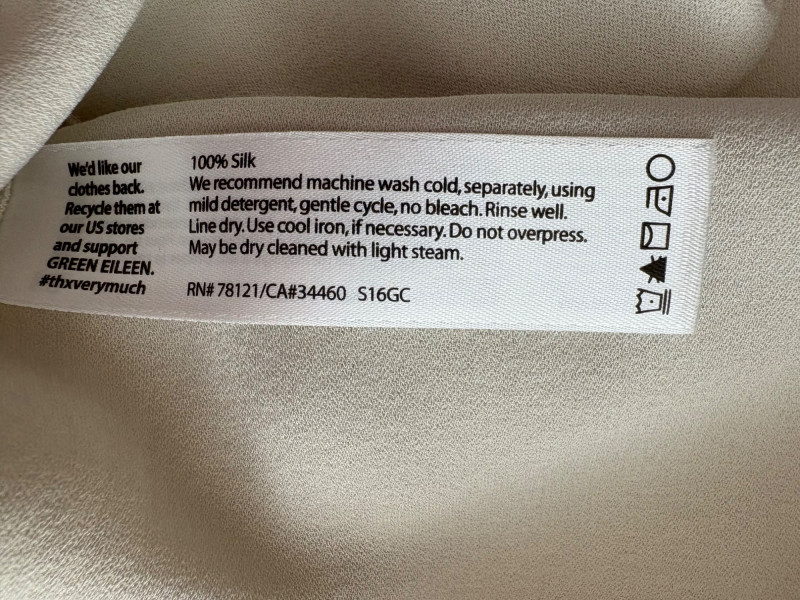 We'd like our
clothes back.
Recycle them at
our US stores
and support
GREEN EILEEN.
#thxverymuch
100% Silk
We recommend machine wash cold, separately, using
mild detergent, gentle cycle, no bleach. Rinse well.
Line dry. Use cool iron, if necessary. Do not overpress.
May be dry cleaned with light steam.
RN# 78121/CA#34460 S16GC